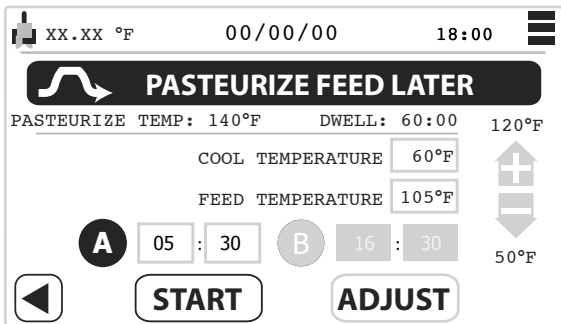 XX.XX °F 00/00/00 18:00
PASTEURIZE FEED LATER
PASTEURIZE TEMP: 140°F DWELL: 60:00 120°F
COOL TEMPERATURE 60°F
FEED TEMPERATURE 105°F
A 05 : 30 B 16 : 30
50°F
START ADJUST